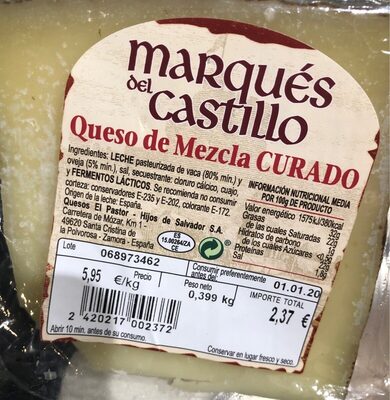 marqués
del
Castillo
Queso de Mezcla CURADO
Ingredientes: LECHE pasteurizada de vaca (80% min.) y
oveja (5% min.), sal, secuestrante: cloruro cálcico, cuajo,
y FERMENTOS LÁCTICOS. Se recomienda no consumir
corteza: conservadores E-235 y E-202, colorante E-172.
Origen de la leche: España.
Quesos El Pastor - Hijos de Salvador S.A.
Carretera de Mózar, Km 1 -
49620 Santa Cristina de
la Polvorosa - Zamora - España
ES
15.00264/ZA
CE
INFORMACIÓN NUTRICIONAL MEDIA
POR 100g DE PRODUCTO
Valor energético 1575kJ/380kcal
Grasas
de las cuales Saturadas
Hidratos de carbono
de los cuales Azúcares
Proteínas
Sal
Lote
068973462
Consumir preferentemente
antes del:
01.01.20
5,95 Precio
€/kg
Peso neto
0,399 kg
IMPORTE TOTAL
2,37 €
2 420217 002372
Abrir 10 min. antes de su consumo.
Conservar en lugar fresco y seco.